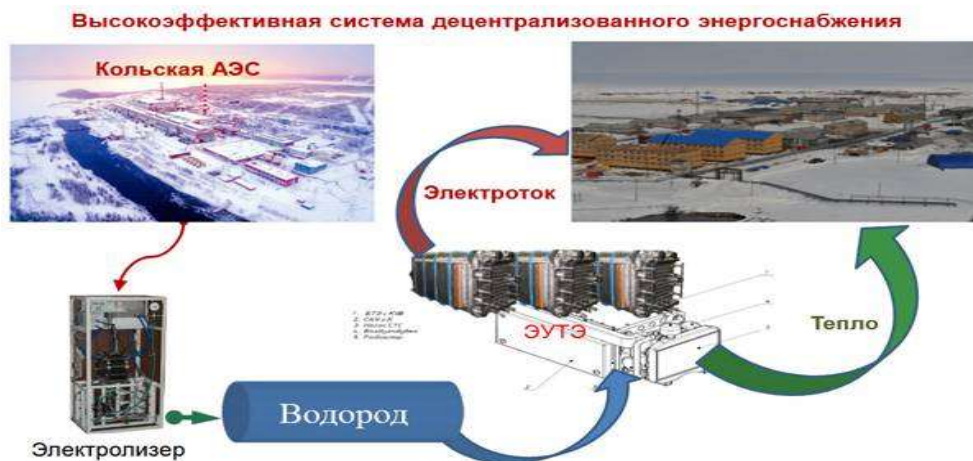 Высокоэффективная система децентрализованного энергоснабжения
Кольская АЭС
Электроток
ЭУТЭ
Тепло
Водород
Электролизер